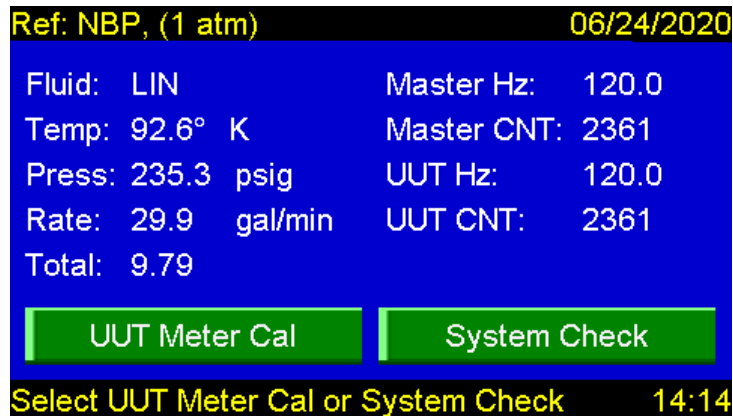 Ref: NBP, (1 atm) 06/24/2020
Fluid: LIN Master Hz: 120.0
Temp: 92.6° K Master CNT: 2361
Press: 235.3 psig UUT Hz: 120.0
Rate: 29.9 gal/min UUT CNT: 2361
Total: 9.79
UUT Meter Cal System Check
Select UUT Meter Cal or System Check 14:14